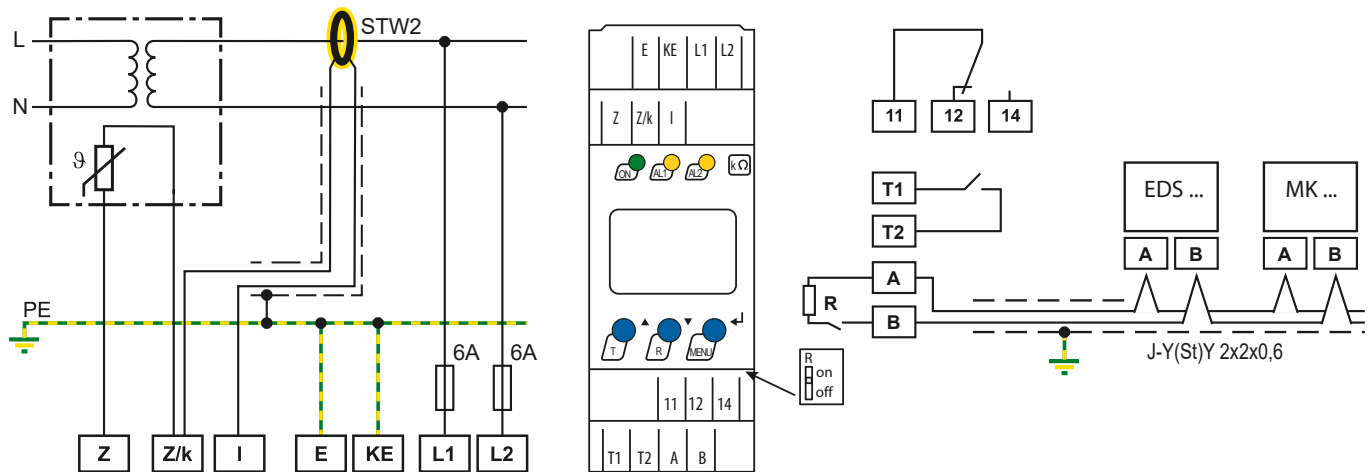 L
STW2
N
ϑ
PE
6A 6A
Z Z/k I E KE L1 L2
E KE L1 L2
Z Z/k I
ON AL1 AL2 kΩ
T R MENU
R
on
off
11 12 14
T1 T2 A B
11 12 14
T1
T2
A
R
B
EDS ... MK ...
A B A B
J-Y(St)Y 2x2x0,6